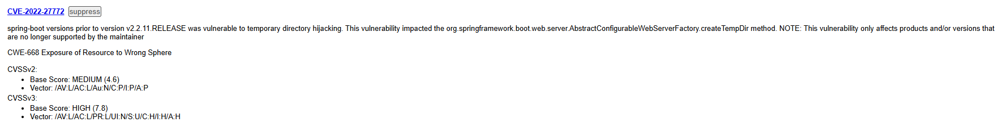 CVE-2022-27772 suppress
spring-boot versions prior to version v2.2.11.RELEASE was vulnerable to temporary directory hijacking. This vulnerability impacted the org.springframework.boot.web.server.AbstractConfigurableWebServerFactory.createTempDir method. NOTE: This vulnerability only affects products and/or versions that
are no longer supported by the maintainer
CWE-668 Exposure of Resource to Wrong Sphere
CVSSv2:
• Base Score: MEDIUM (4.6)
• Vector: /AV:L/AC:L/Au:N/C:P/I:P/A:P
CVSSv3:
• Base Score: HIGH (7.8)
• Vector: /AV:L/AC:L/PR:L/UI:N/S:U/C:H/I:H/A:H